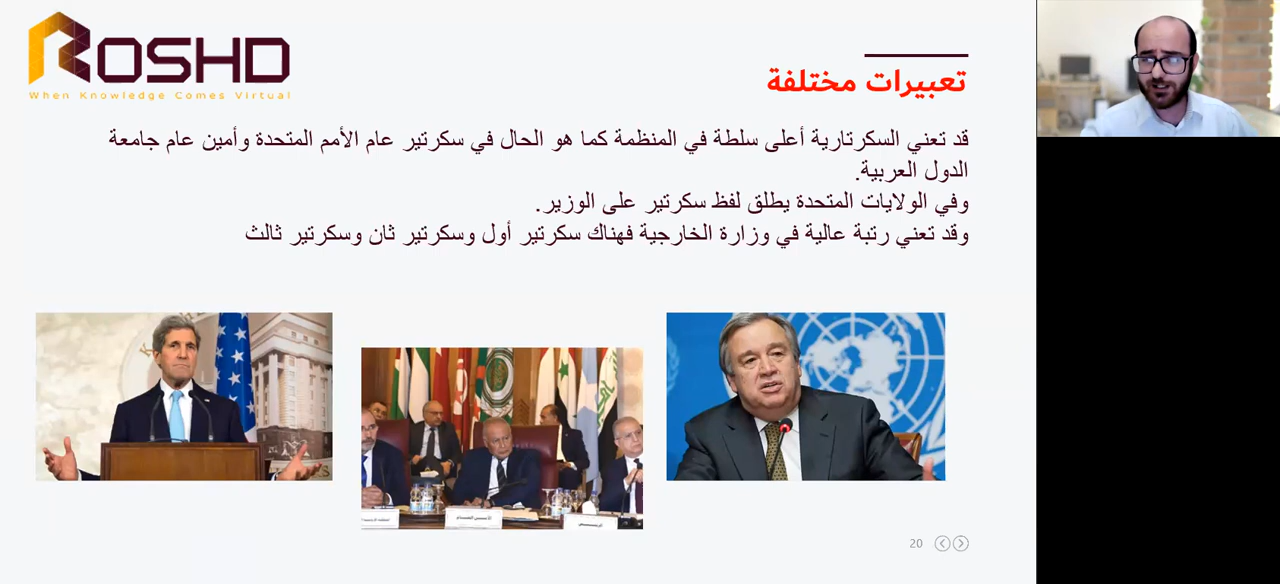 ROSHD
When Knowledge Comes Virtual
تعبيرات مختلفة
قد تعني السكرتارية أعلى سلطة في المنظمة كما هو الحال في سكرتير عام الأمم المتحدة وأمين عام جامعة
الدول العربية.
وفي الولايات المتحدة يطلق لفظ سكرتير على الوزير.
وقد تعني رتبة عالية في وزارة الخارجية فهناك سكرتير أول وسكرتير ثان وسكرتير ثالث
الأمين العام
20